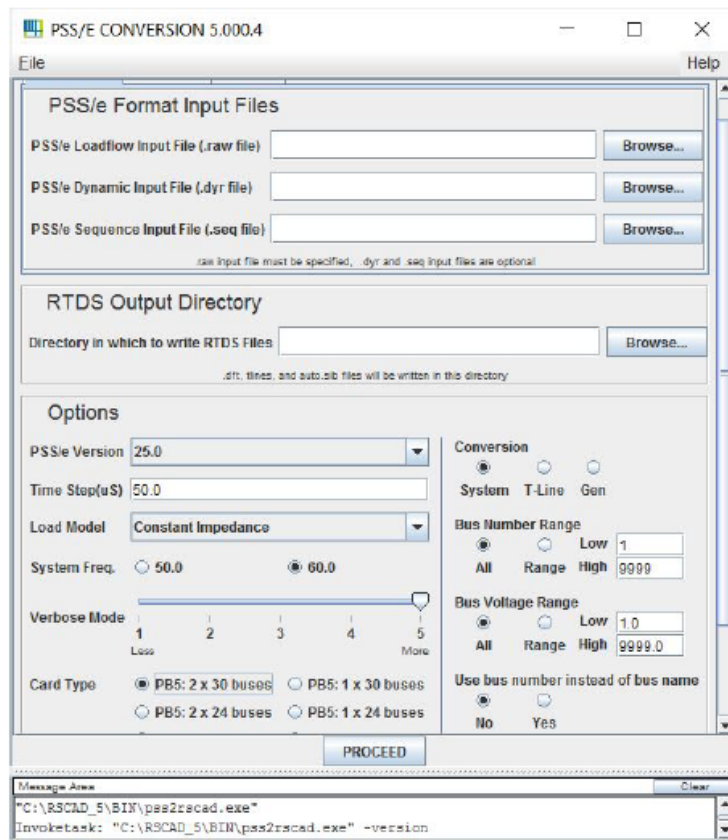 PSS/E CONVERSION 5.000.4
File Help
PSS/e Format Input Files
PSS/e Loadflow Input File (.raw file) Browse...
PSS/e Dynamic Input File (.dyr file) Browse...
PSS/e Sequence Input File (.seq file) Browse...
.raw input file must be specified, .dyr and .seq input files are optional
RTDS Output Directory
Directory in which to write RTDS Files Browse...
.dft, tlines, and auto.sib files will be written in this directory
Options
PSS/e Version 25.0
Time Step(uS) 50.0
Load Model Constant Impedance
System Freq. 50.0 60.0
Verbose Mode
1 2 3 4 5
Less More
Card Type PB5: 2 x 30 buses PB5: 1 x 30 buses
PB5: 2 x 24 buses PB5: 1 x 24 buses
Conversion
System T-Line Gen
Bus Number Range
Low 1
All Range High 9999
Bus Voltage Range
Low 1.0
All Range High 9999.0
Use bus number instead of bus name
No Yes
PROCEED
Message Area Clear
"C:\RSCAD_5\BIN\pss2rscad.exe"
Invoketask: "C:\RSCAD_5\BIN\pss2rscad.exe" -version